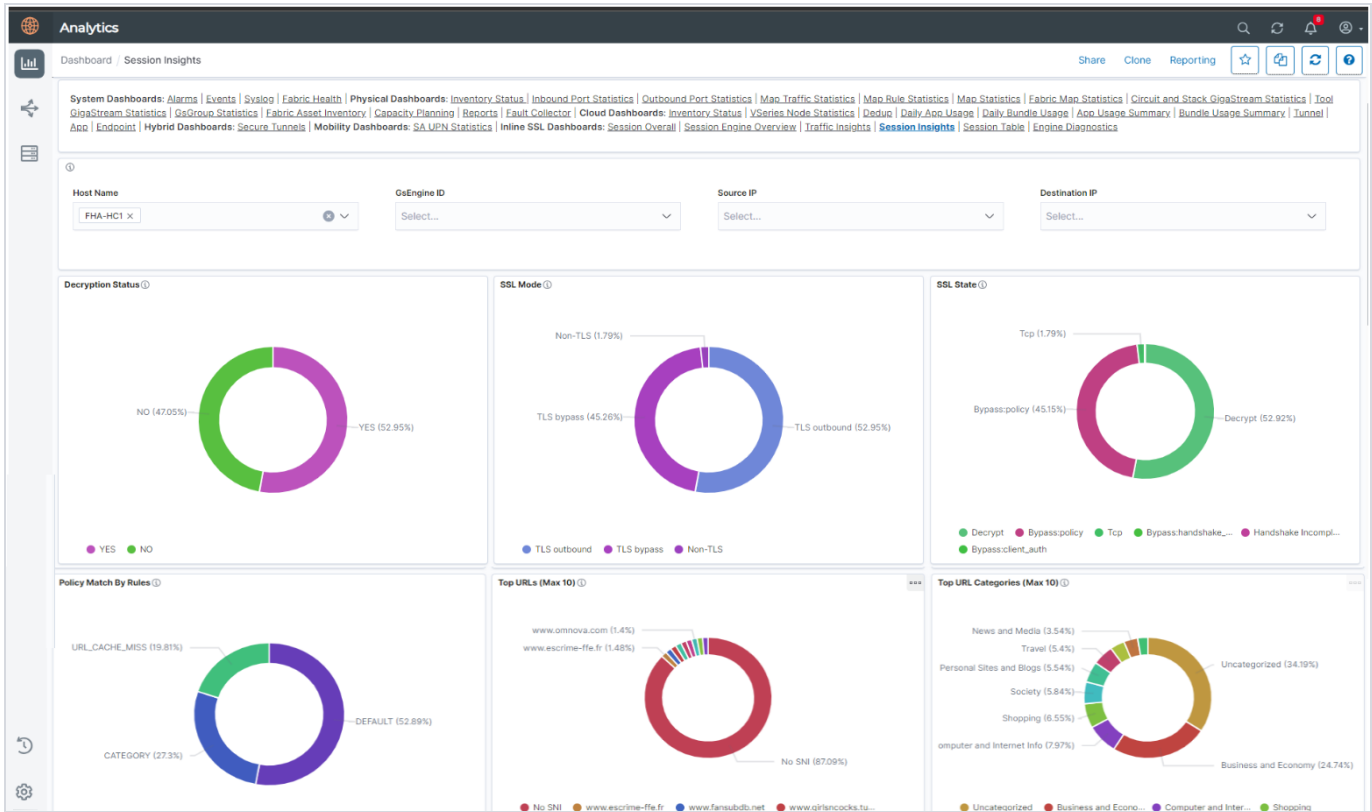 Analytics
8
Dashboard / Session Insights
Share Clone Reporting
System Dashboards: Alarms | Events | Syslog | Fabric Health | Physical Dashboards: Inventory Status | Inbound Port Statistics | Outbound Port Statistics | Map Traffic Statistics | Map Rule Statistics | Map Statistics | Fabric Map Statistics | Circuit and Stack GigaStream Statistics | Tool
GigaStream Statistics | GsGroup Statistics | Fabric Asset Inventory | Capacity Planning | Reports | Fault Collector | Cloud Dashboards: Inventory Status | VSeries Node Statistics | Dedup | Daily App Usage | Daily Bundle Usage | App Usage Summary | Bundle Usage Summary | Tunnel |
App | Endpoint | Hybrid Dashboards: Secure Tunnels | Mobility Dashboards: SA UPN Statistics | Inline SSL Dashboards: Session Overall | Session Engine Overview | Traffic Insights | Session Insights | Session Table | Engine Diagnostics
Host Name GsEngine ID Source IP Destination IP
FHA-HC1 × Select... Select... Select...
Decryption Status
NO (47.05%)
YES (52.95%)
YES NO
SSL Mode
Non-TLS (1.79%)
TLS bypass (45.26%)
TLS outbound (52.95%)
TLS outbound TLS bypass Non-TLS
SSL State
Tcp (1.79%)
Bypass:policy (45.15%)
Decrypt (52.92%)
Decrypt Bypass:policy Tcp Bypass:handshake_... Handshake Incompl...
Bypass:client_auth
Policy Match By Rules
URL_CACHE_MISS (19.81%)
DEFAULT (52.89%)
CATEGORY (27.3%)
Top URLs (Max 10)
www.omnova.com (1.4%)
www.escrime-ffe.fr (1.48%)
No SNI (87.09%)
No SNI www.escrime-ffe.fr www.fansubdb.net www.girlsncocks.tu...
Top URL Categories (Max 10)
News and Media (3.54%)
Travel (5.4%)
Personal Sites and Blogs (5.54%)
Uncategorized (34.19%)
Society (5.84%)
Shopping (6.55%)
omputer and Internet Info (7.97%)
Business and Economy (24.74%)
Uncategorized Business and Econo... Computer and Inter... Shopping